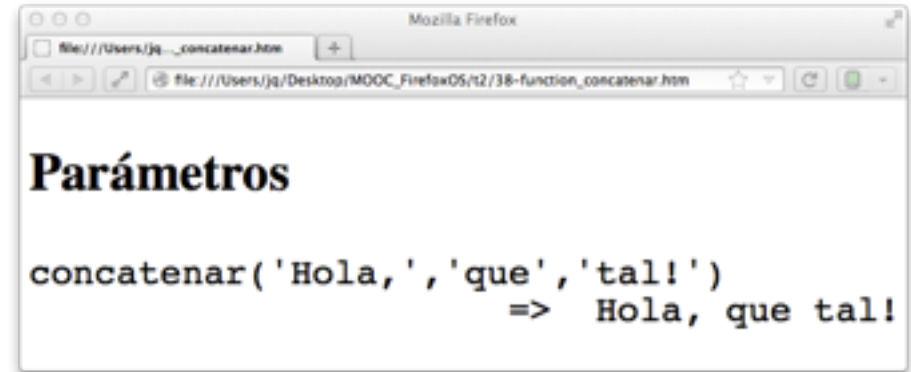 Mozilla Firefox
file:///Users/jq..._concatenar.htm
file:///Users/jq/Desktop/MOOC_FirefoxOS/t2/38-function_concatenar.htm
Parámetros
concatenar('Hola,','que','tal!')
=> Hola, que tal!